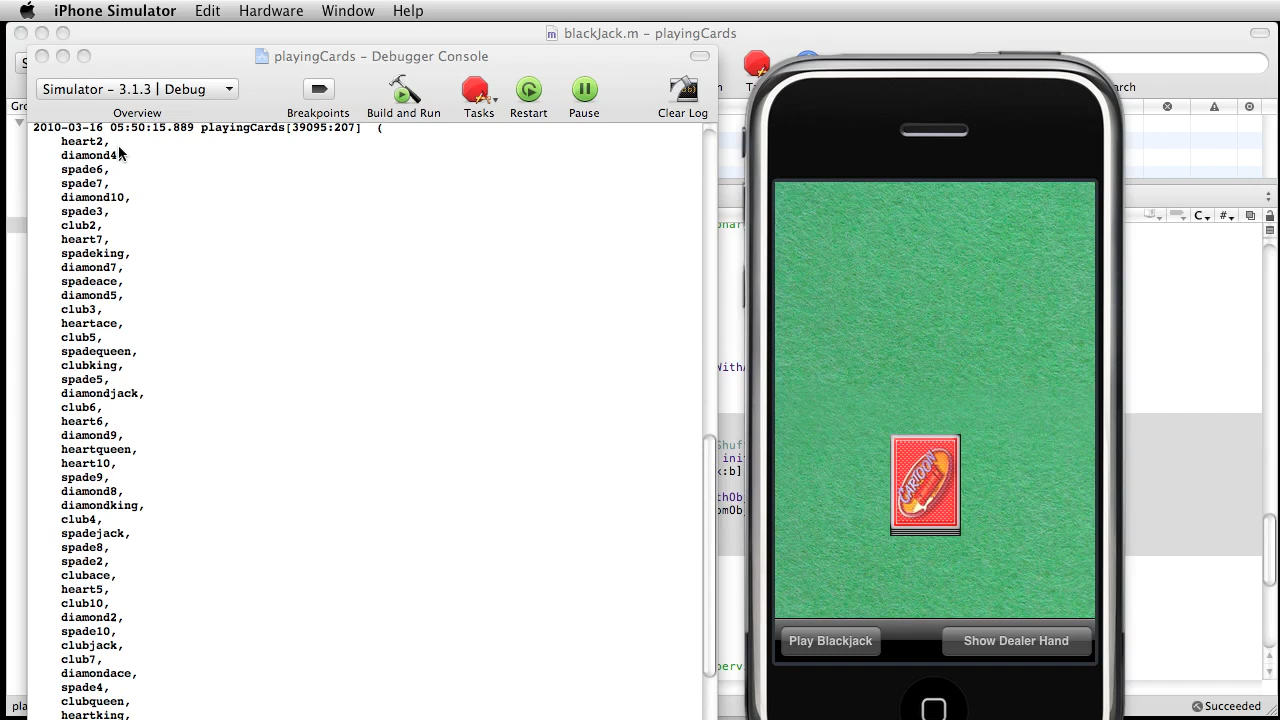 iPhone Simulator Edit Hardware Window Help
blackJack.m – playingCards
playingCards – Debugger Console
Simulator – 3.1.3 | Debug
Overview Breakpoints Build and Run Tasks Restart Pause Clear Log
2010-03-16 05:50:15.889 playingCards[39095:207] (
heart2,
diamond4
spade6,
spade7,
diamond10,
spade3,
club2,
heart7,
spadeking,
diamond7,
spadeace,
diamond5,
club3,
heartace,
club5,
spadequeen,
clubking,
spade5,
diamondjack,
club6,
heart6,
diamond9,
heartqueen,
heart10,
spade9,
diamond8,
diamondking,
club4,
spadejack,
spade8,
spade2,
clubace,
heart5,
club10,
diamond2,
spade10,
clubjack,
club7,
diamondace,
spade4,
clubqueen,
heartking,
CARTOON
Play Blackjack
Show Dealer Hand
Succeeded